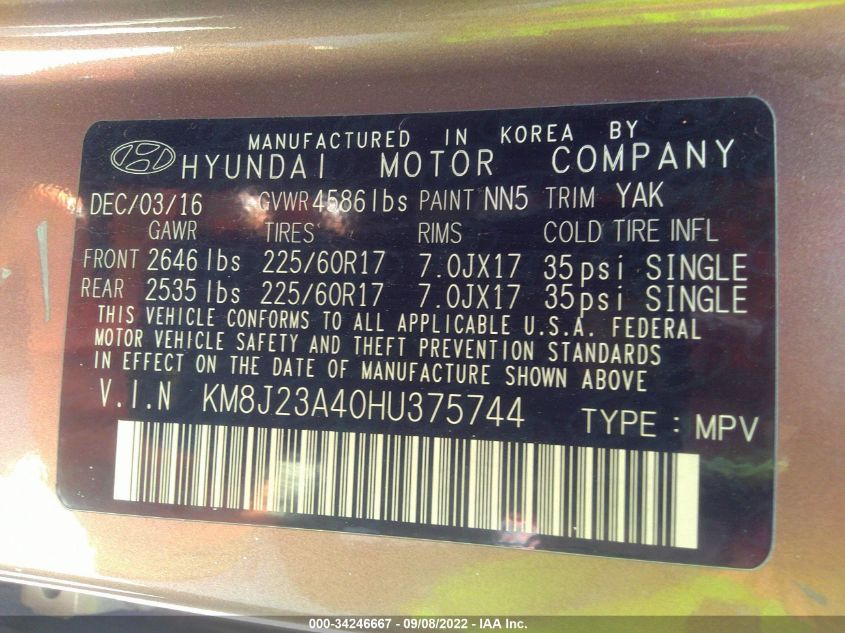 MANUFACTURED IN KOREA BY
HYUNDAI MOTOR COMPANY
DEC/03/16 GVWR 4586 lbs PAINT NN5 TRIM YAK
GAWR TIRES RIMS COLD TIRE INFL
FRONT 2646 lbs 225/60R17 7.0JX17 35psi SINGLE
REAR 2535 lbs 225/60R17 7.0JX17 35psi SINGLE
THIS VEHICLE CONFORMS TO ALL APPLICABLE U.S.A. FEDERAL
MOTOR VEHICLE SAFETY AND THEFT PREVENTION STANDARDS
IN EFFECT ON THE DATE OF MANUFACTURE SHOWN ABOVE
V.I.N KM8J23A40HU375744 TYPE : MPV
000-34246667 - 09/08/2022 - IAA Inc.